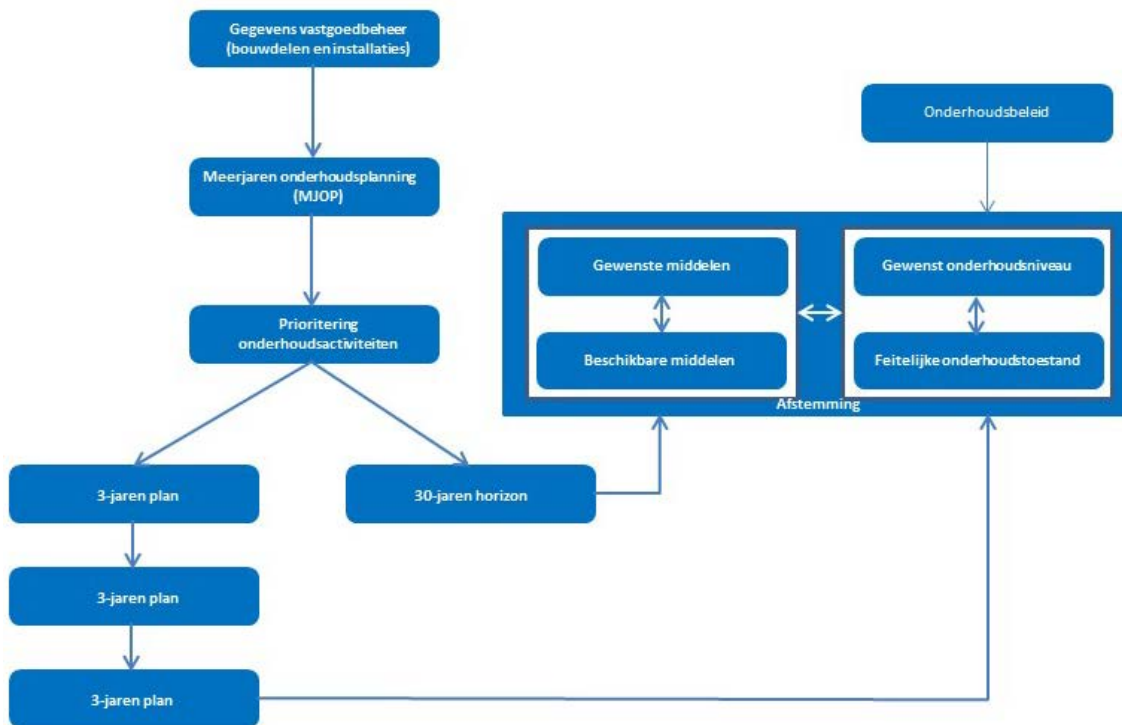 Gegevens vastgoedbeheer
(bouwdelen en installaties)
Onderhoudsbeleid
Meerjaren onderhoudsplanning
(MJOP)
Gewenste middelen
Gewenst onderhoudsniveau
Prioritering
onderhoudsactiviteiten
Beschikbare middelen
Feitelijke onderhoudstoestand
Afstemming
3-jaren plan
30-jaren horizon
3-jaren plan
3-jaren plan